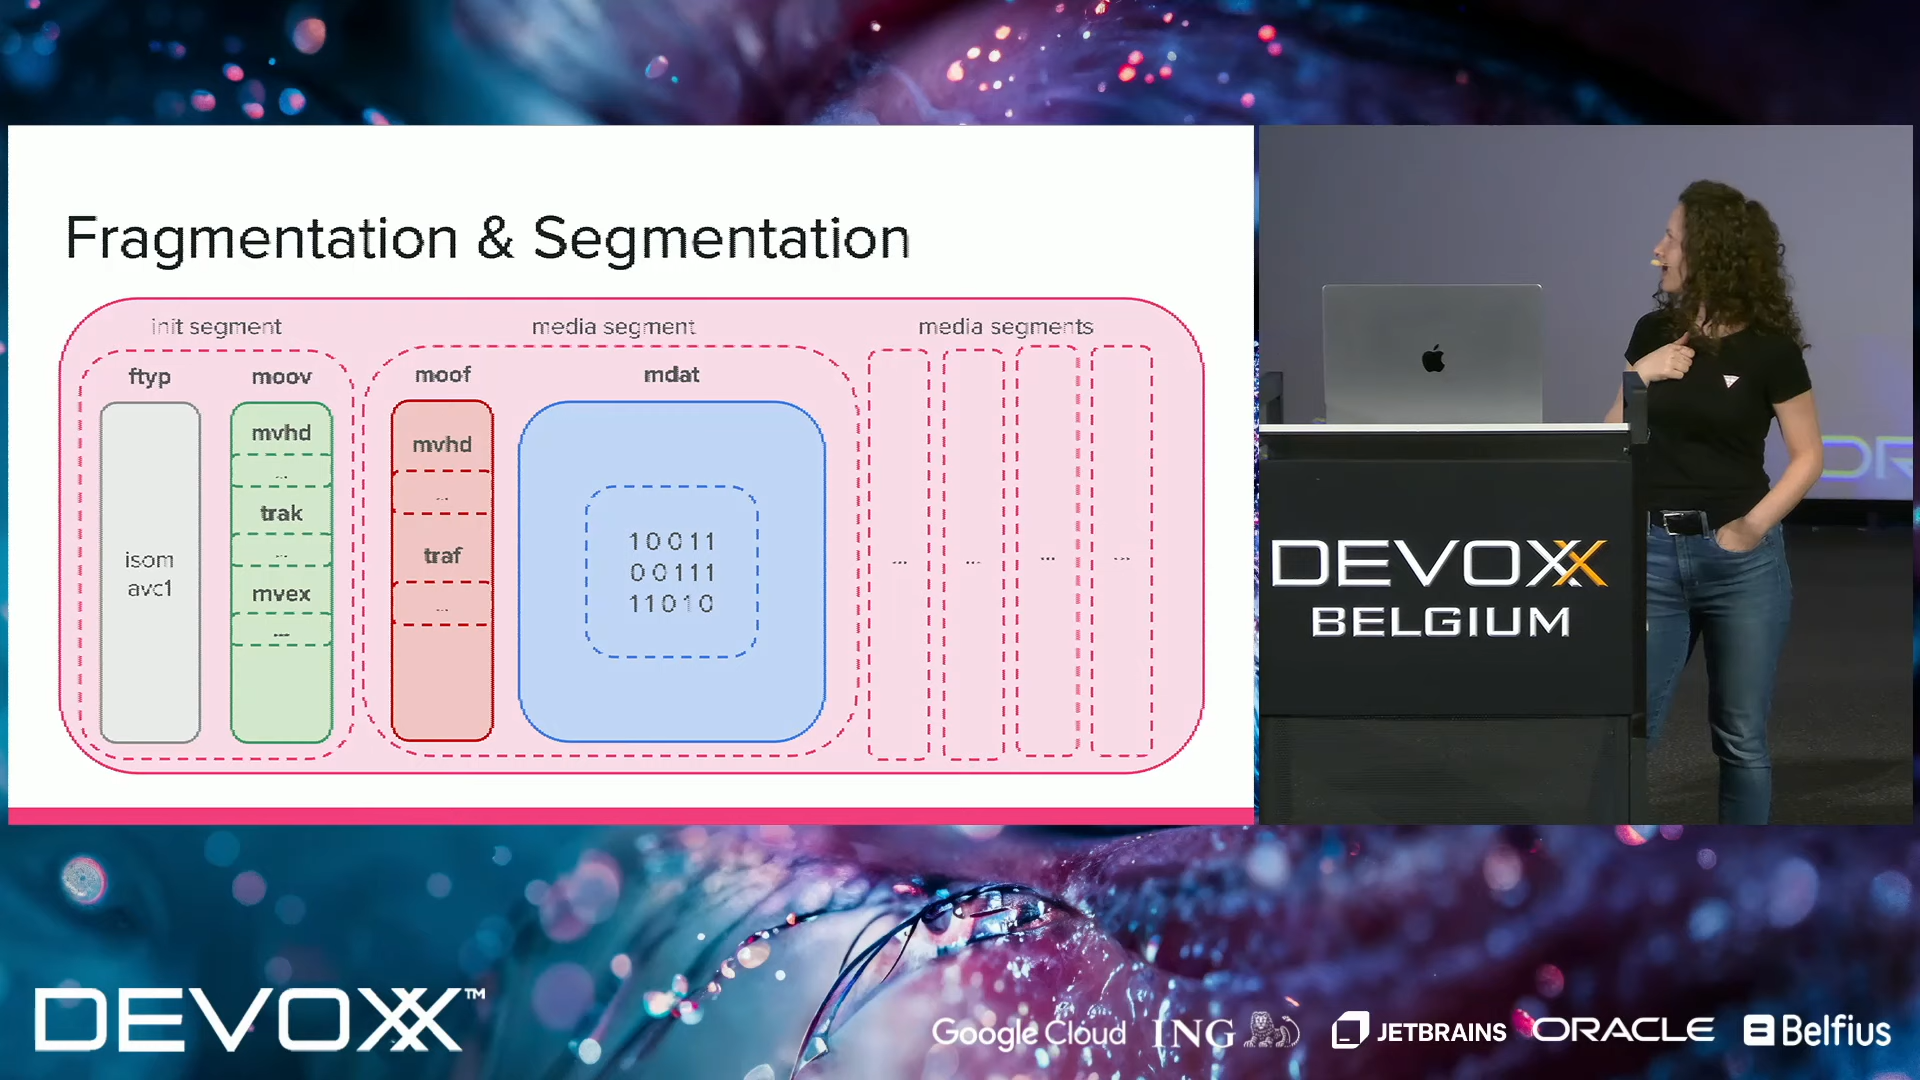 Fragmentation & Segmentation
init segment
media segment
media segments
ftyp
moov
moof
mdat
isom
avc1
mvhd
...
trak
...
mvex
...
mvhd
...
traf
...
10011
00111
11010
...
...
...
...
DEVOXX
BELGIUM
DEVOXX™
Google Cloud
ING
JETBRAINS
ORACLE
Belfius